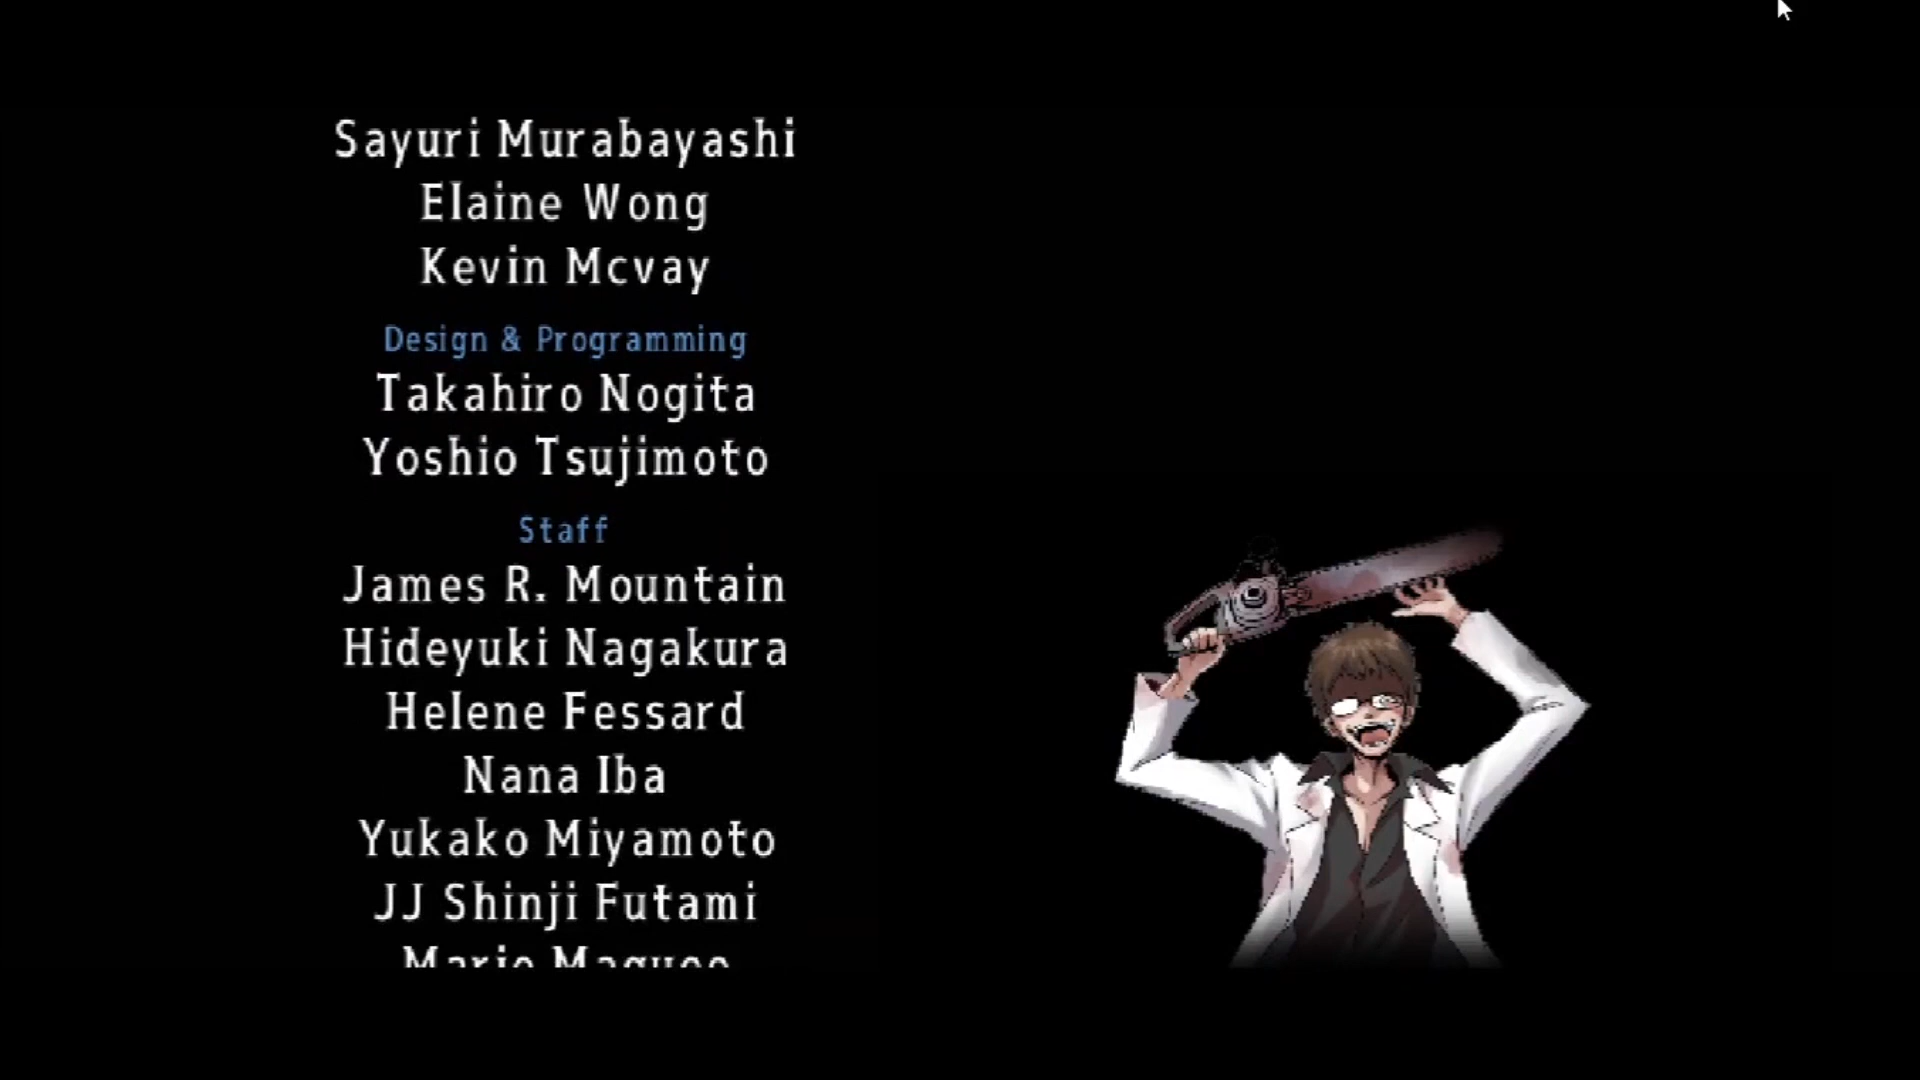 Sayuri Murabayashi
Elaine Wong
Kevin Mcvay
Design & Programming
Takahiro Nogita
Yoshio Tsujimoto
Staff
James R. Mountain
Hideyuki Nagakura
Helene Fessard
Nana Iba
Yukako Miyamoto
JJ Shinji Futami